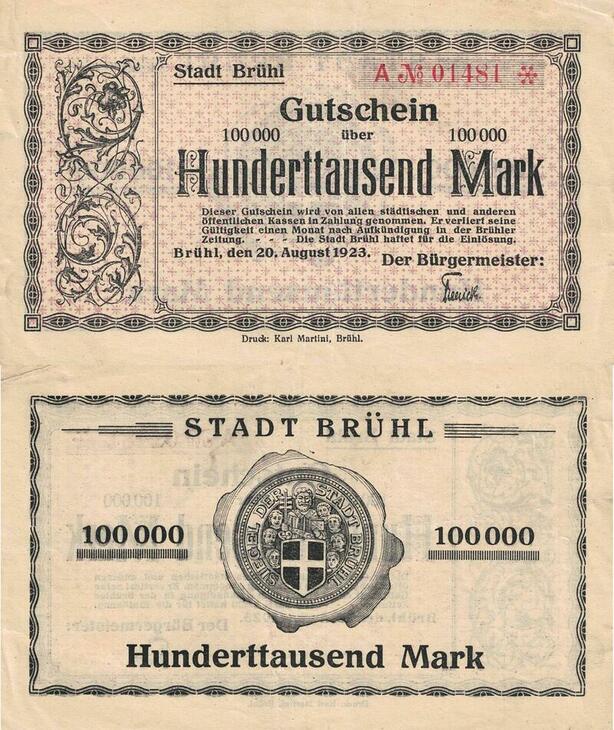 Stadt Brühl
A № 01481 ✻
Gutschein
100 000 über 100 000
Hunderttausend Mark
Dieser Gutschein wird von allen städtischen und anderen
öffentlichen Kassen in Zahlung genommen. Er verliert seine
Gültigkeit einen Monat nach Aufkündigung in der Brühler
Zeitung. - - - Die Stadt Brühl haftet für die Einlösung.
Brühl, den 20. August 1923. Der Bürgermeister:
Druck: Karl Martini, Brühl.
STADT BRÜHL
SIEGEL DER STADT BRÜHL
100 000 100 000
Hunderttausend Mark